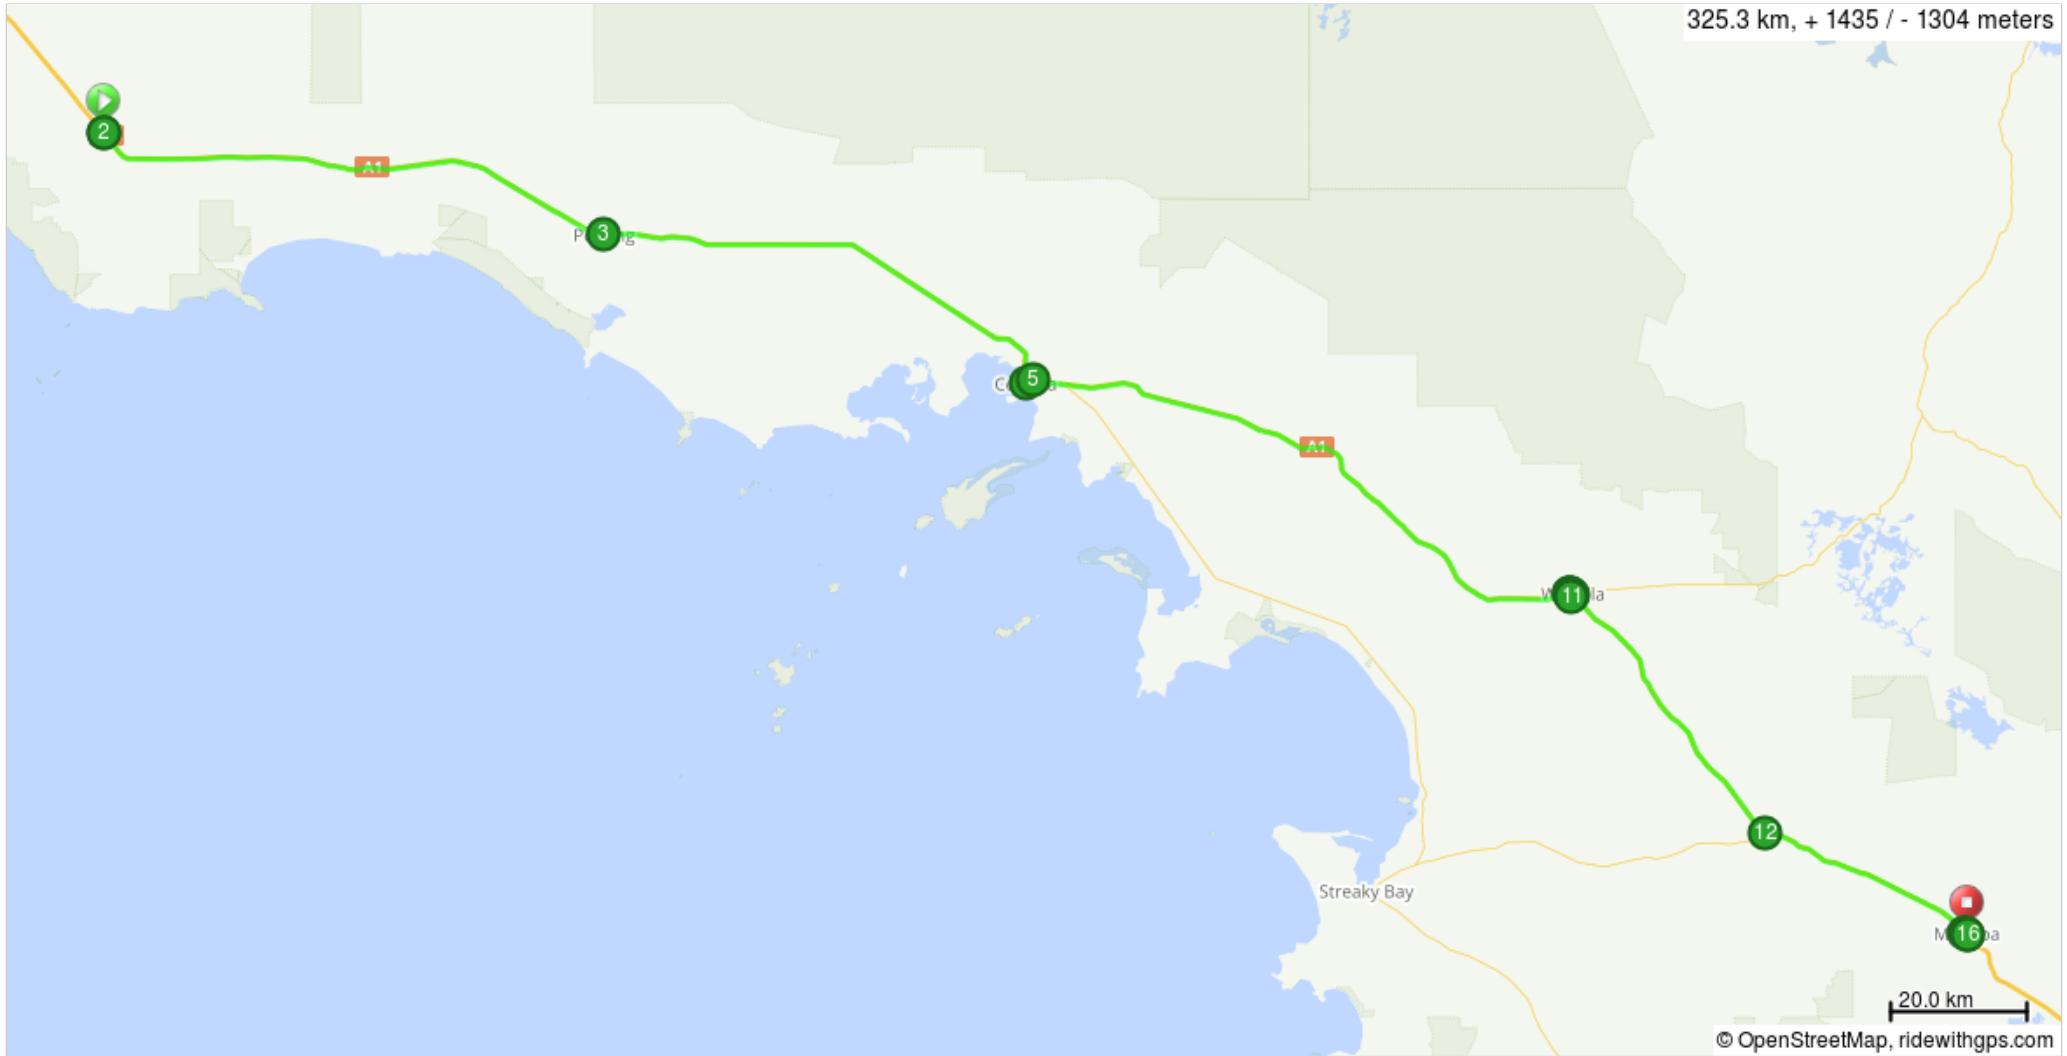 325.3 km, + 1435 / - 1304 meters
2
A1
3
5
A1
11
12
Streaky Bay
16
20.0 km
© OpenStreetMap, ridewithgps.com